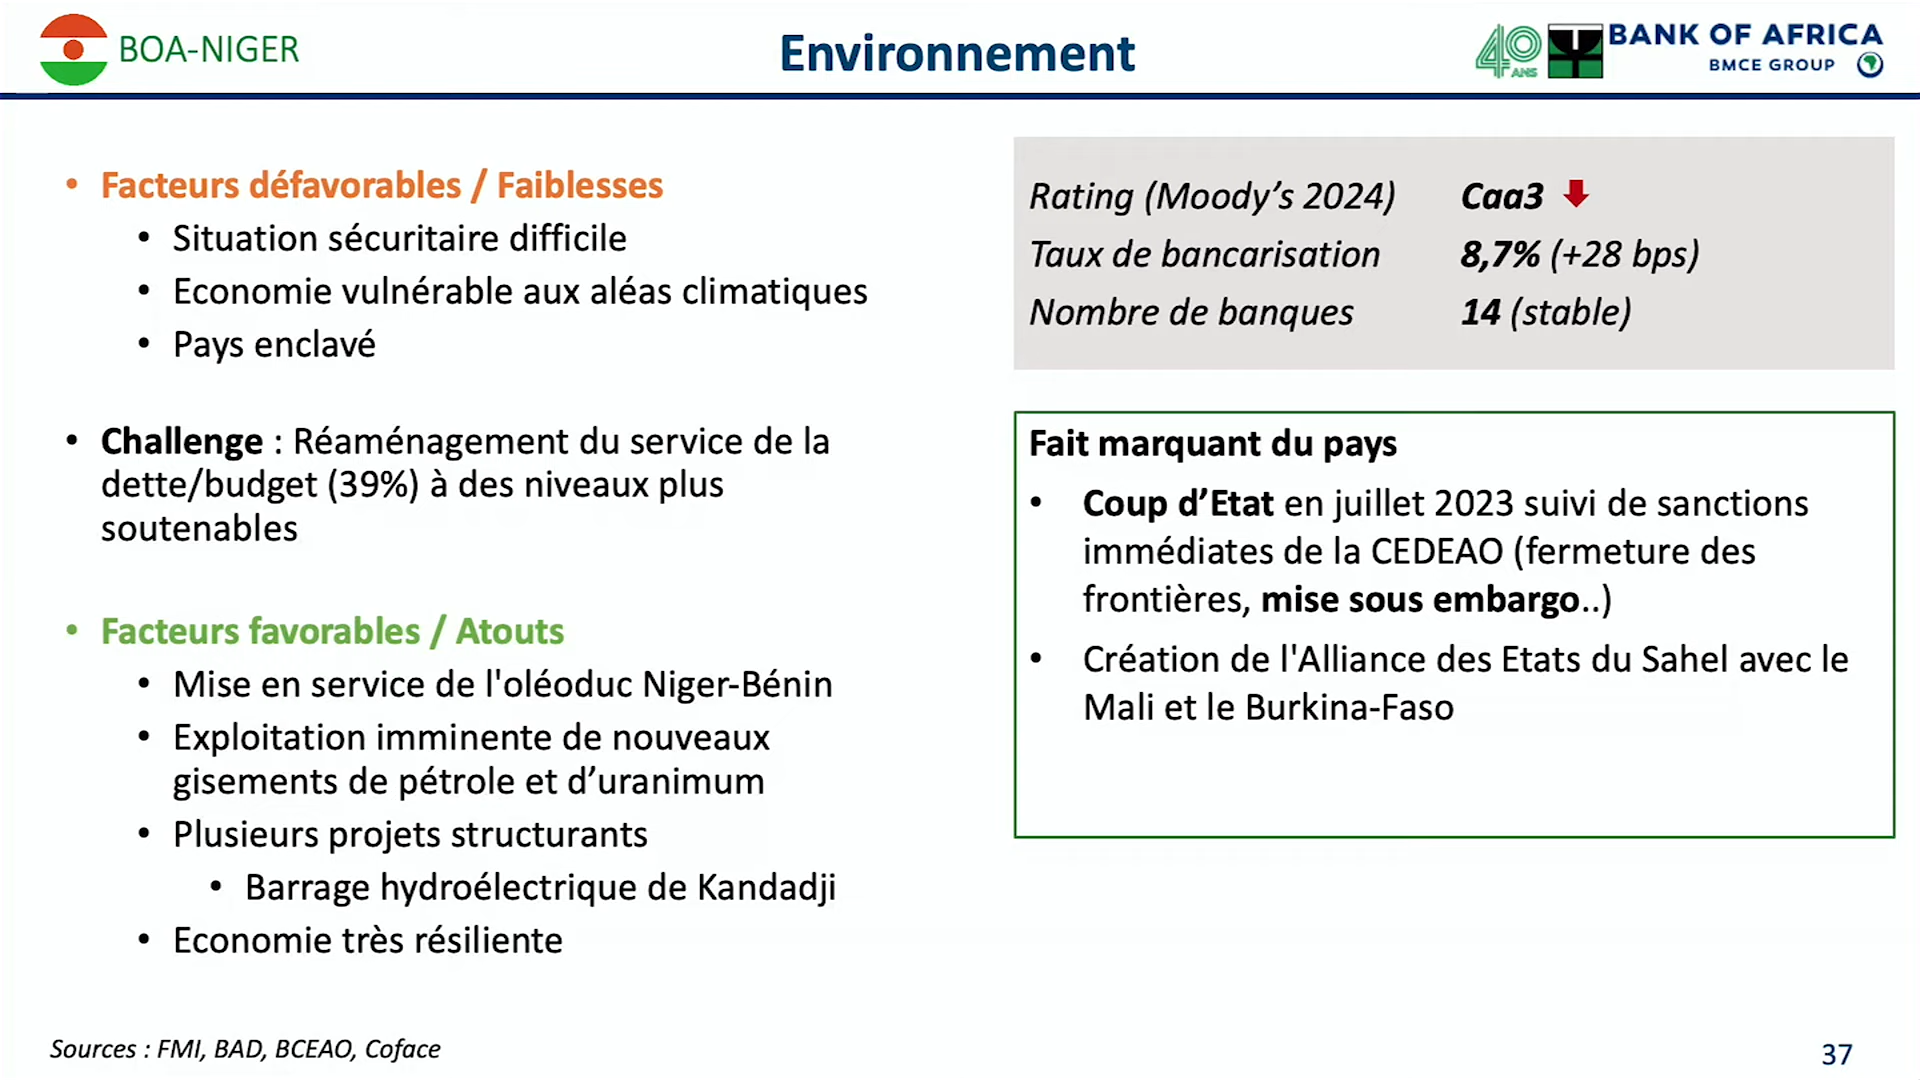 BOA-NIGER
Environnement
40 ANS
BANK OF AFRICA
BMCE GROUP
• Facteurs défavorables / Faiblesses
• Situation sécuritaire difficile
• Economie vulnérable aux aléas climatiques
• Pays enclavé
• Challenge : Réaménagement du service de la
dette/budget (39%) à des niveaux plus
soutenables
• Facteurs favorables / Atouts
• Mise en service de l'oléoduc Niger-Bénin
• Exploitation imminente de nouveaux
gisements de pétrole et d’uranimum
• Plusieurs projets structurants
• Barrage hydroélectrique de Kandadji
• Economie très résiliente
Rating (Moody’s 2024) Caa3
Taux de bancarisation 8,7% (+28 bps)
Nombre de banques 14 (stable)
Fait marquant du pays
• Coup d’Etat en juillet 2023 suivi de sanctions
immédiates de la CEDEAO (fermeture des
frontières, mise sous embargo..)
• Création de l'Alliance des Etats du Sahel avec le
Mali et le Burkina-Faso
Sources : FMI, BAD, BCEAO, Coface
37